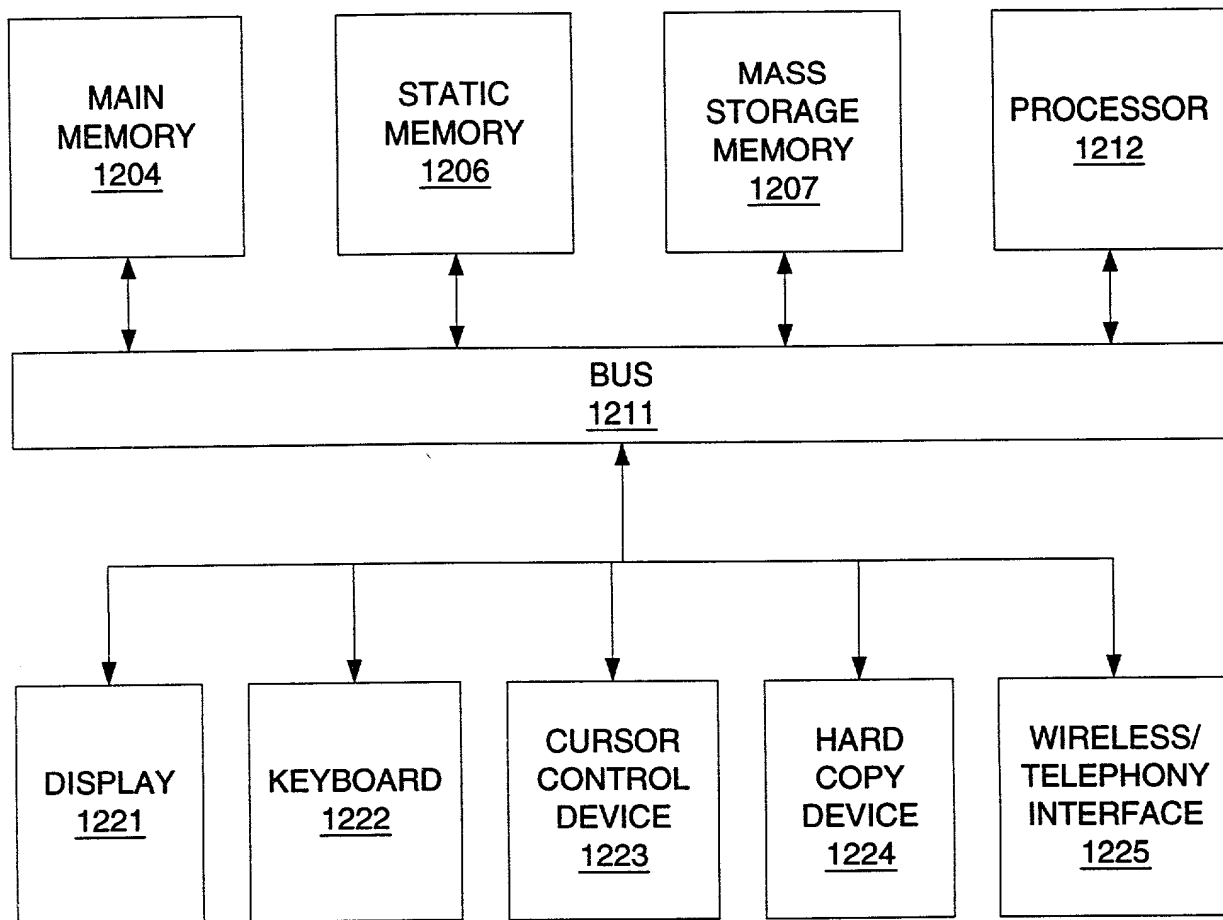 MAIN
MEMORY
1204
STATIC
MEMORY
1206
MASS
STORAGE
MEMORY
1207
PROCESSOR
1212
BUS
1211
DISPLAY
1221
KEYBOARD
1222
CURSOR
CONTROL
DEVICE
1223
HARD
COPY
DEVICE
1224
WIRELESS/
TELEPHONY
INTERFACE
1225